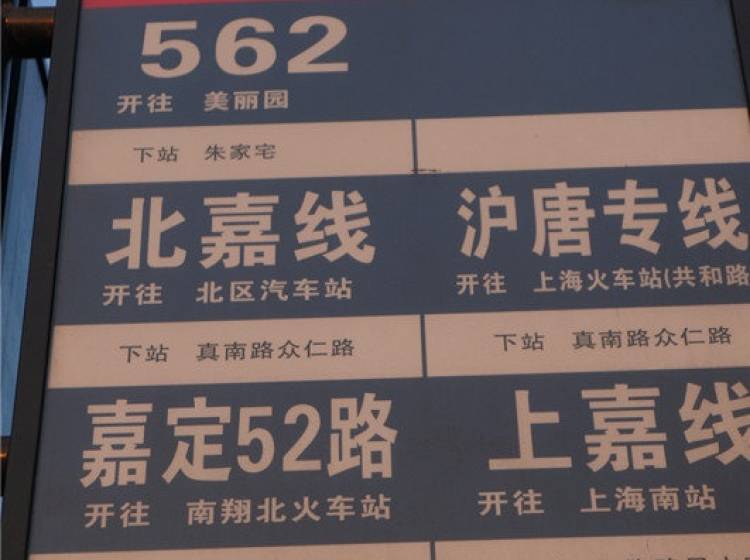 562
开往 美丽园
下站 朱家宅
北嘉线
开往 北区汽车站
沪唐专线
开往 上海火车站(共和路
下站 真南路众仁路
下站 真南路众仁路
嘉定52路
开往 南翔北火车站
上嘉线
开往 上海南站